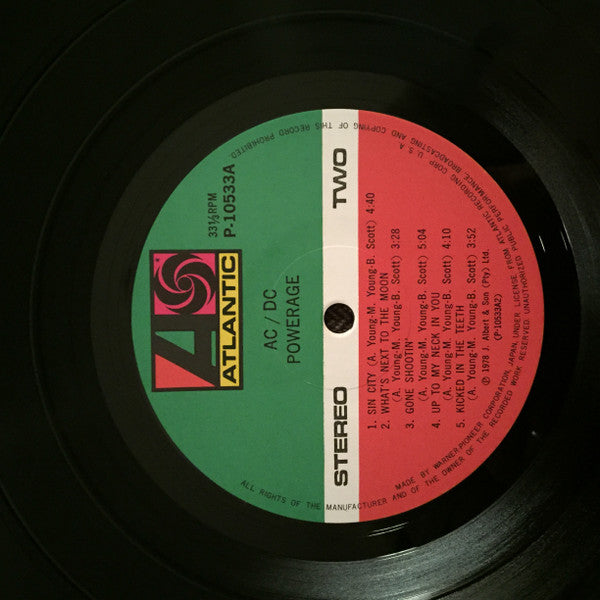 ATLANTIC
33⅓RPM
P-10533A
AC / DC
POWERAGE
STEREO TWO
1. SIN CITY (A. Young-M. Young-B. Scott) 4:40
2. WHAT'S NEXT TO THE MOON
(A. Young-M. Young-B. Scott) 3:28
3. GONE SHOOTIN'
(A. Young-M. Young-B. Scott) 5:04
4. UP TO MY NECK IN YOU
(A. Young-M. Young-B. Scott) 4:10
5. KICKED IN THE TEETH
(A. Young-M. Young-B. Scott) 3:52
℗ 1978 J. Albert & Son (Pty) Ltd.
(P-10533A2)
MADE BY WARNER-PIONEER CORPORATION, JAPAN, UNDER LICENSE FROM ATLANTIC RECORDING CORP., U.S.A.
ALL RIGHTS OF THE MANUFACTURER AND OF THE OWNER OF THE RECORDED WORK RESERVED UNAUTHORIZED PUBLIC PERFORMANCE, BROADCASTING AND COPYING OF THIS RECORD PROHIBITED